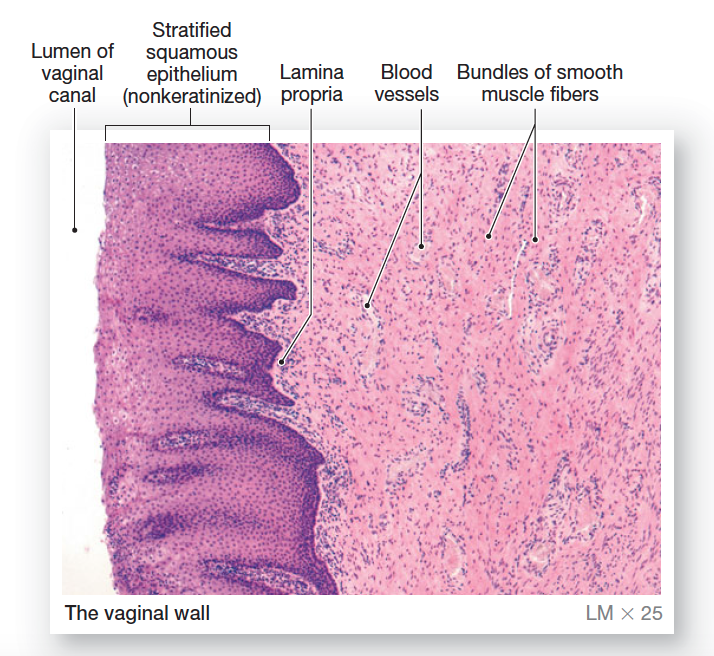 Lumen of
vaginal
canal
Stratified
squamous
epithelium
(nonkeratinized)
Lamina
propria
Blood
vessels
Bundles of smooth
muscle fibers
The vaginal wall
LM × 25